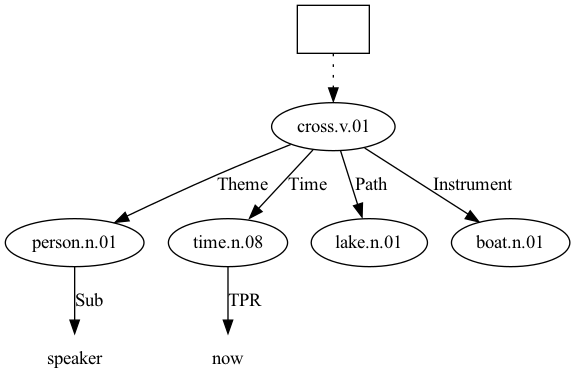 cross.v.01
Theme Time Path Instrument
person.n.01 time.n.08 lake.n.01 boat.n.01
Sub TPR
speaker now